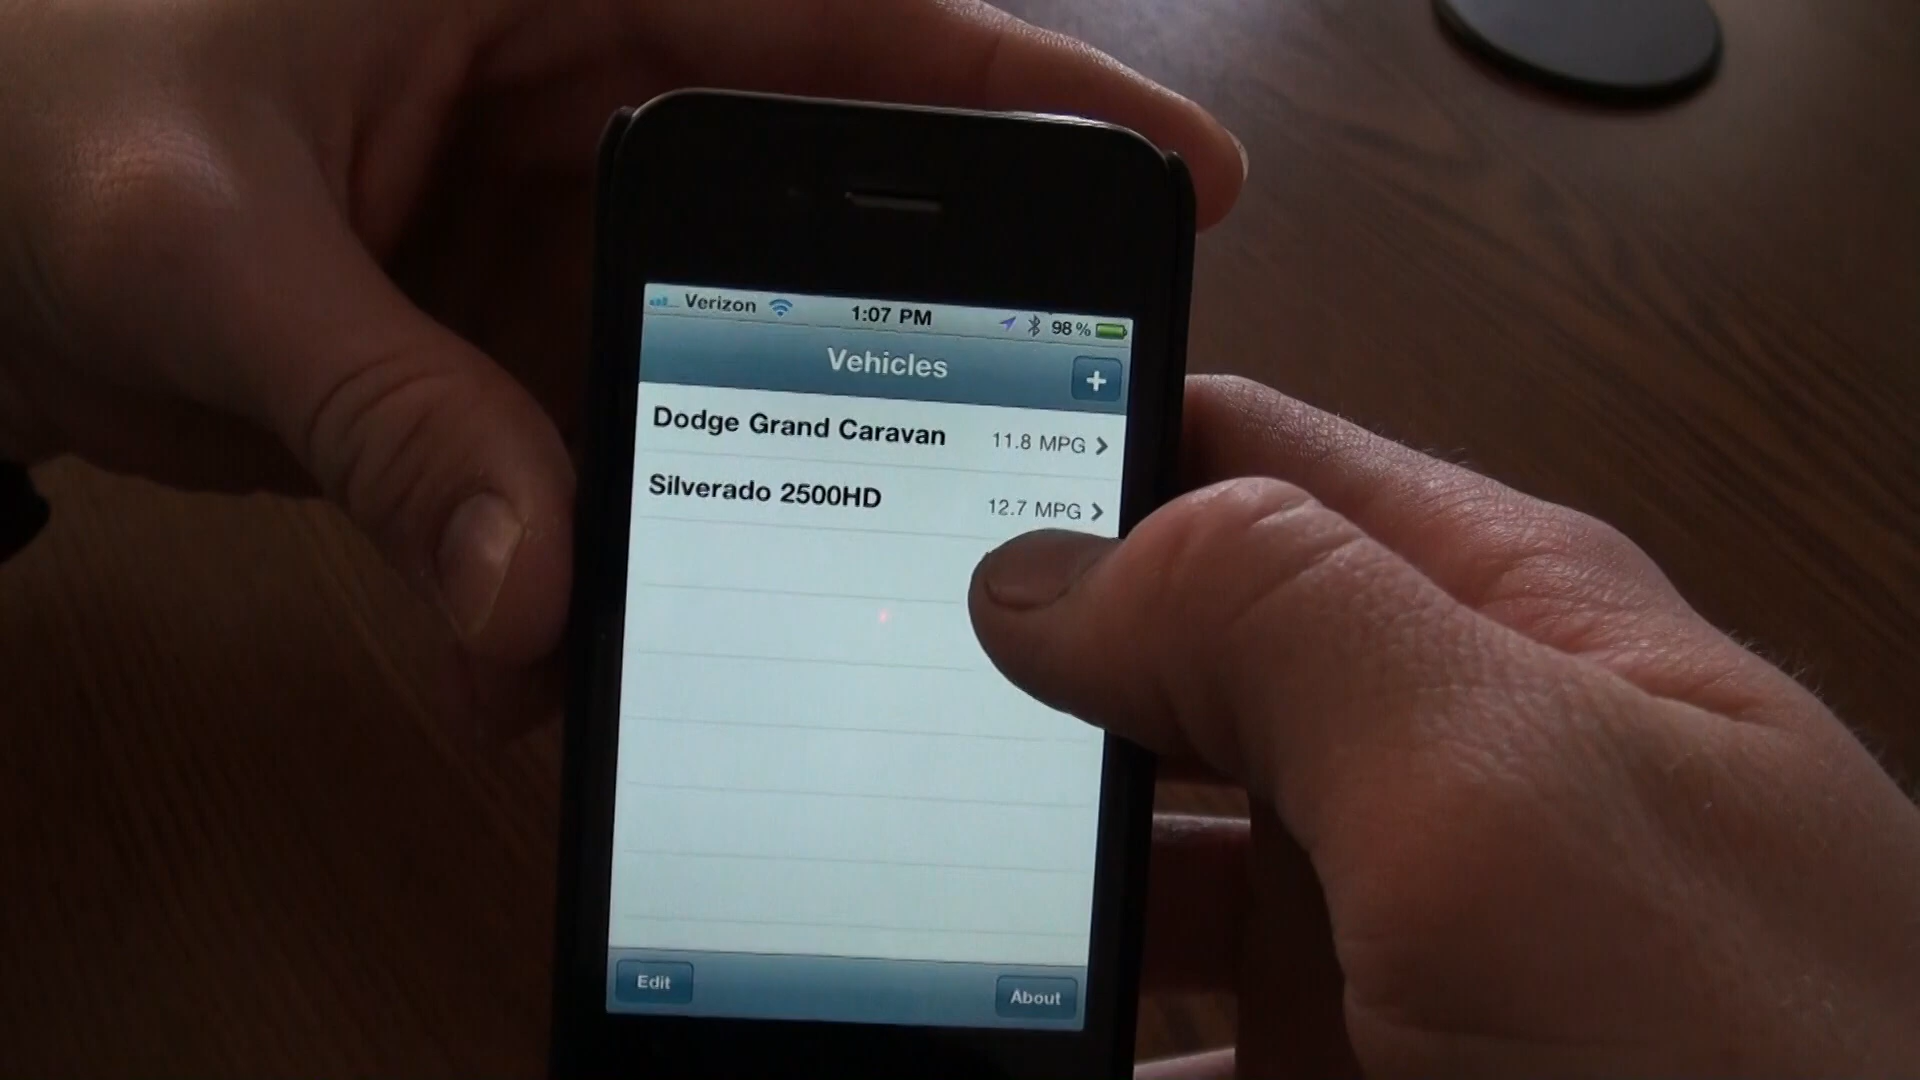 Verizon 1:07 PM 98%
Vehicles +
Dodge Grand Caravan 11.8 MPG
Silverado 2500HD 12.7 MPG
Edit About